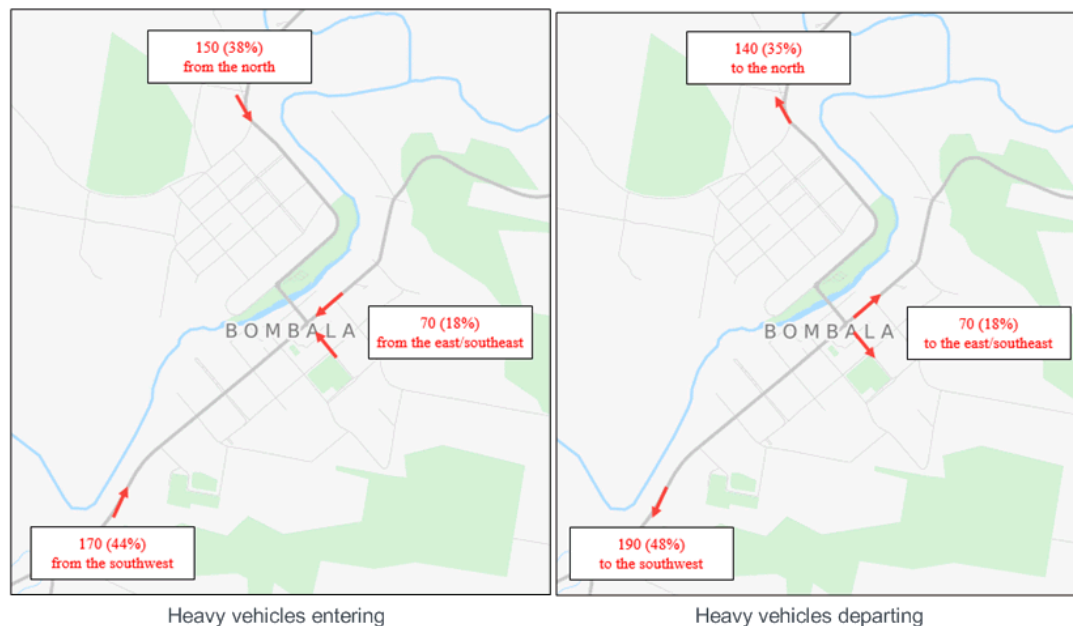 150 (38%)
from the north
BOMBALA
70 (18%)
from the east/southeast
170 (44%)
from the southwest
Heavy vehicles entering
140 (35%)
to the north
BOMBALA
70 (18%)
to the east/southeast
190 (48%)
to the southwest
Heavy vehicles departing